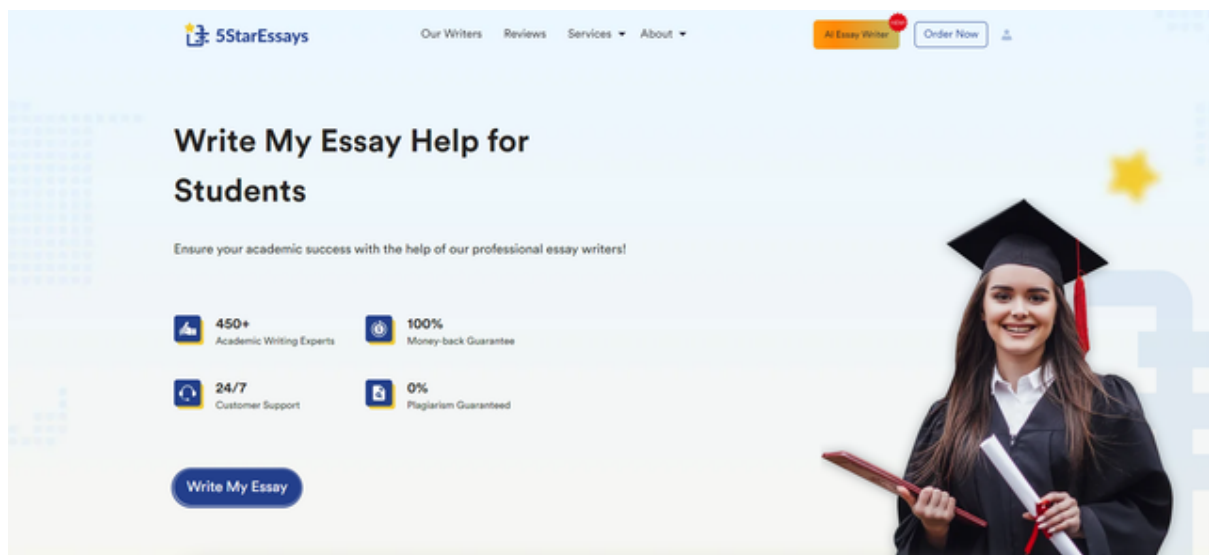 5StarEssays
Our Writers Reviews Services About
new
AI Essay Writer
Order Now
Write My Essay Help for
Students
Ensure your academic success with the help of our professional essay writers!
450+
Academic Writing Experts
100%
Money-back Guarantee
24/7
Customer Support
0%
Plagiarism Guaranteed
Write My Essay